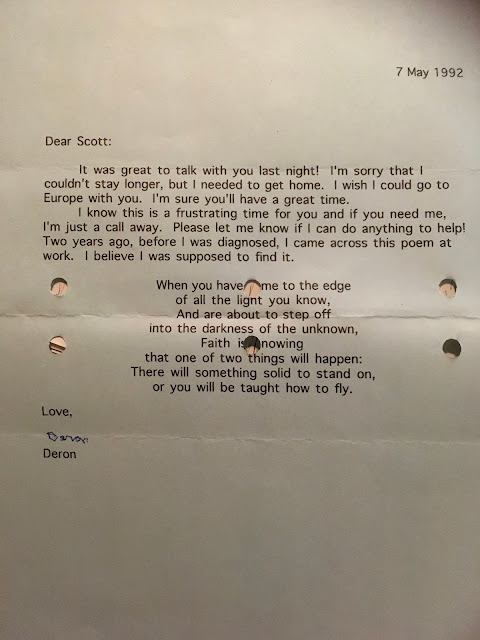 7 May 1992
Dear Scott:
It was great to talk with you last night! I'm sorry that I
couldn't stay longer, but I needed to get home. I wish I could go to
Europe with you. I'm sure you'll have a great time.
I know this is a frustrating time for you and if you need me,
I'm just a call away. Please let me know if I can do anything to help!
Two years ago, before I was diagnosed, I came across this poem at
work. I believe I was supposed to find it.
When you have come to the edge
of all the light you know,
And are about to step off
into the darkness of the unknown,
Faith is knowing
that one of two things will happen:
There will something solid to stand on,
or you will be taught how to fly.
Love,
Deron
Deron